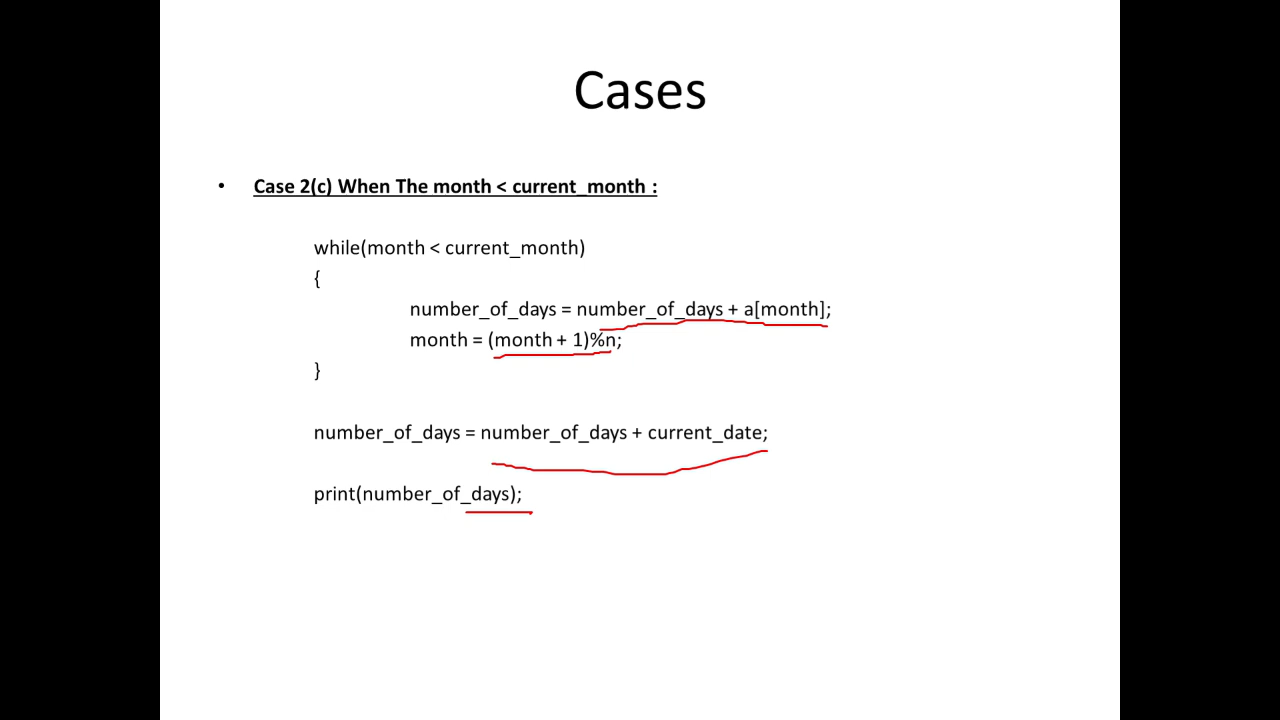 Cases
• Case 2(c) When The month < current_month :
while(month < current_month)
{
number_of_days = number_of_days + a[month];
month = (month + 1)%n;
}
number_of_days = number_of_days + current_date;
print(number_of_days);